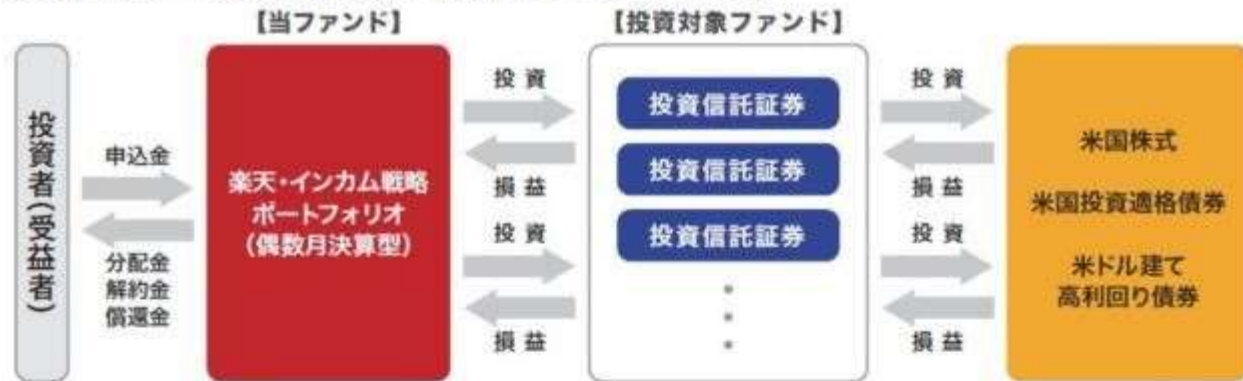 【当ファンド】
【投資対象ファンド】
投資者(受益者)
申込金
分配金
解約金
償還金
楽天・インカム戦略
ポートフォリオ
(偶数月決算型)
投資
損益
投資
損益
投資信託証券
投資信託証券
投資信託証券
投資
損益
投資
損益
米国株式
米国投資適格債券
米ドル建て
高利回り債券